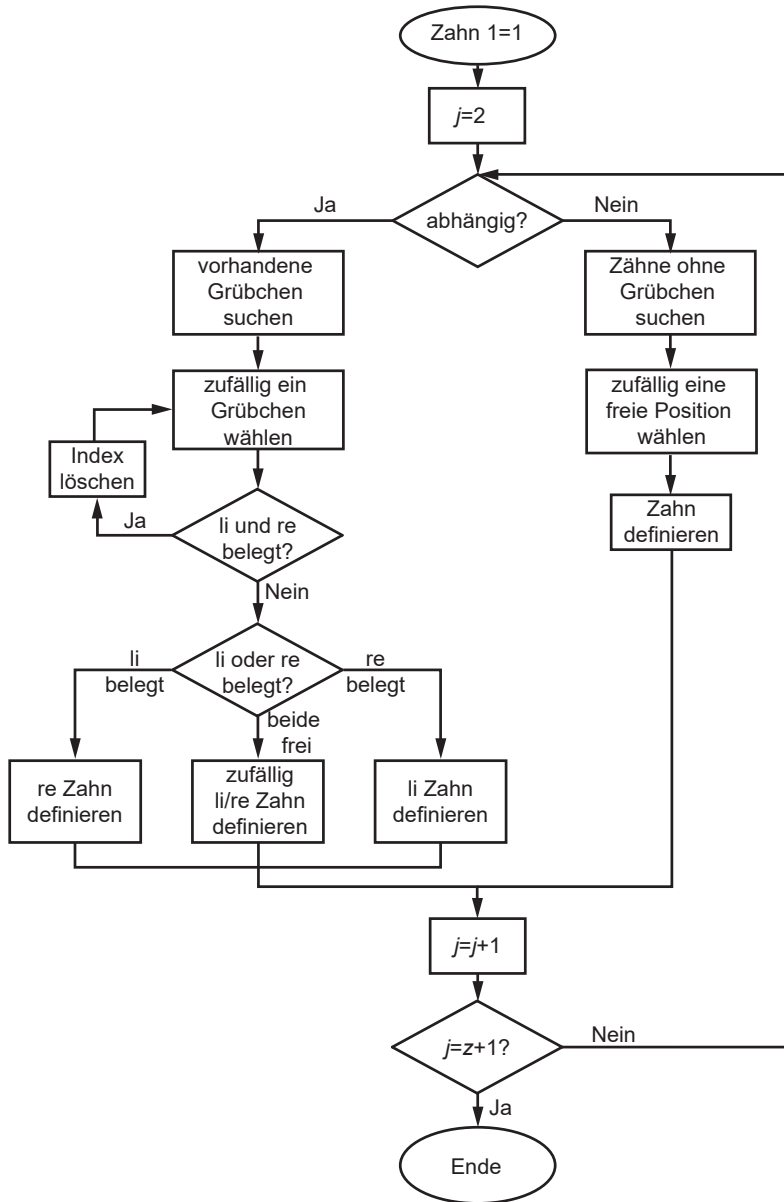 Zahn 1=1
j=2
abhängig?
Ja
Nein
vorhandene
Grübchen
suchen
Zähne ohne
Grübchen
suchen
zufällig ein
Grübchen
wählen
zufällig eine
freie Position
wählen
Index
löschen
Ja
li und re
belegt?
Zahn
definieren
Nein
li
belegt
li oder re
belegt?
re
belegt
beide
frei
re Zahn
definieren
zufällig
li/re Zahn
definieren
li Zahn
definieren
j=j+1
j=z+1?
Nein
Ja
Ende